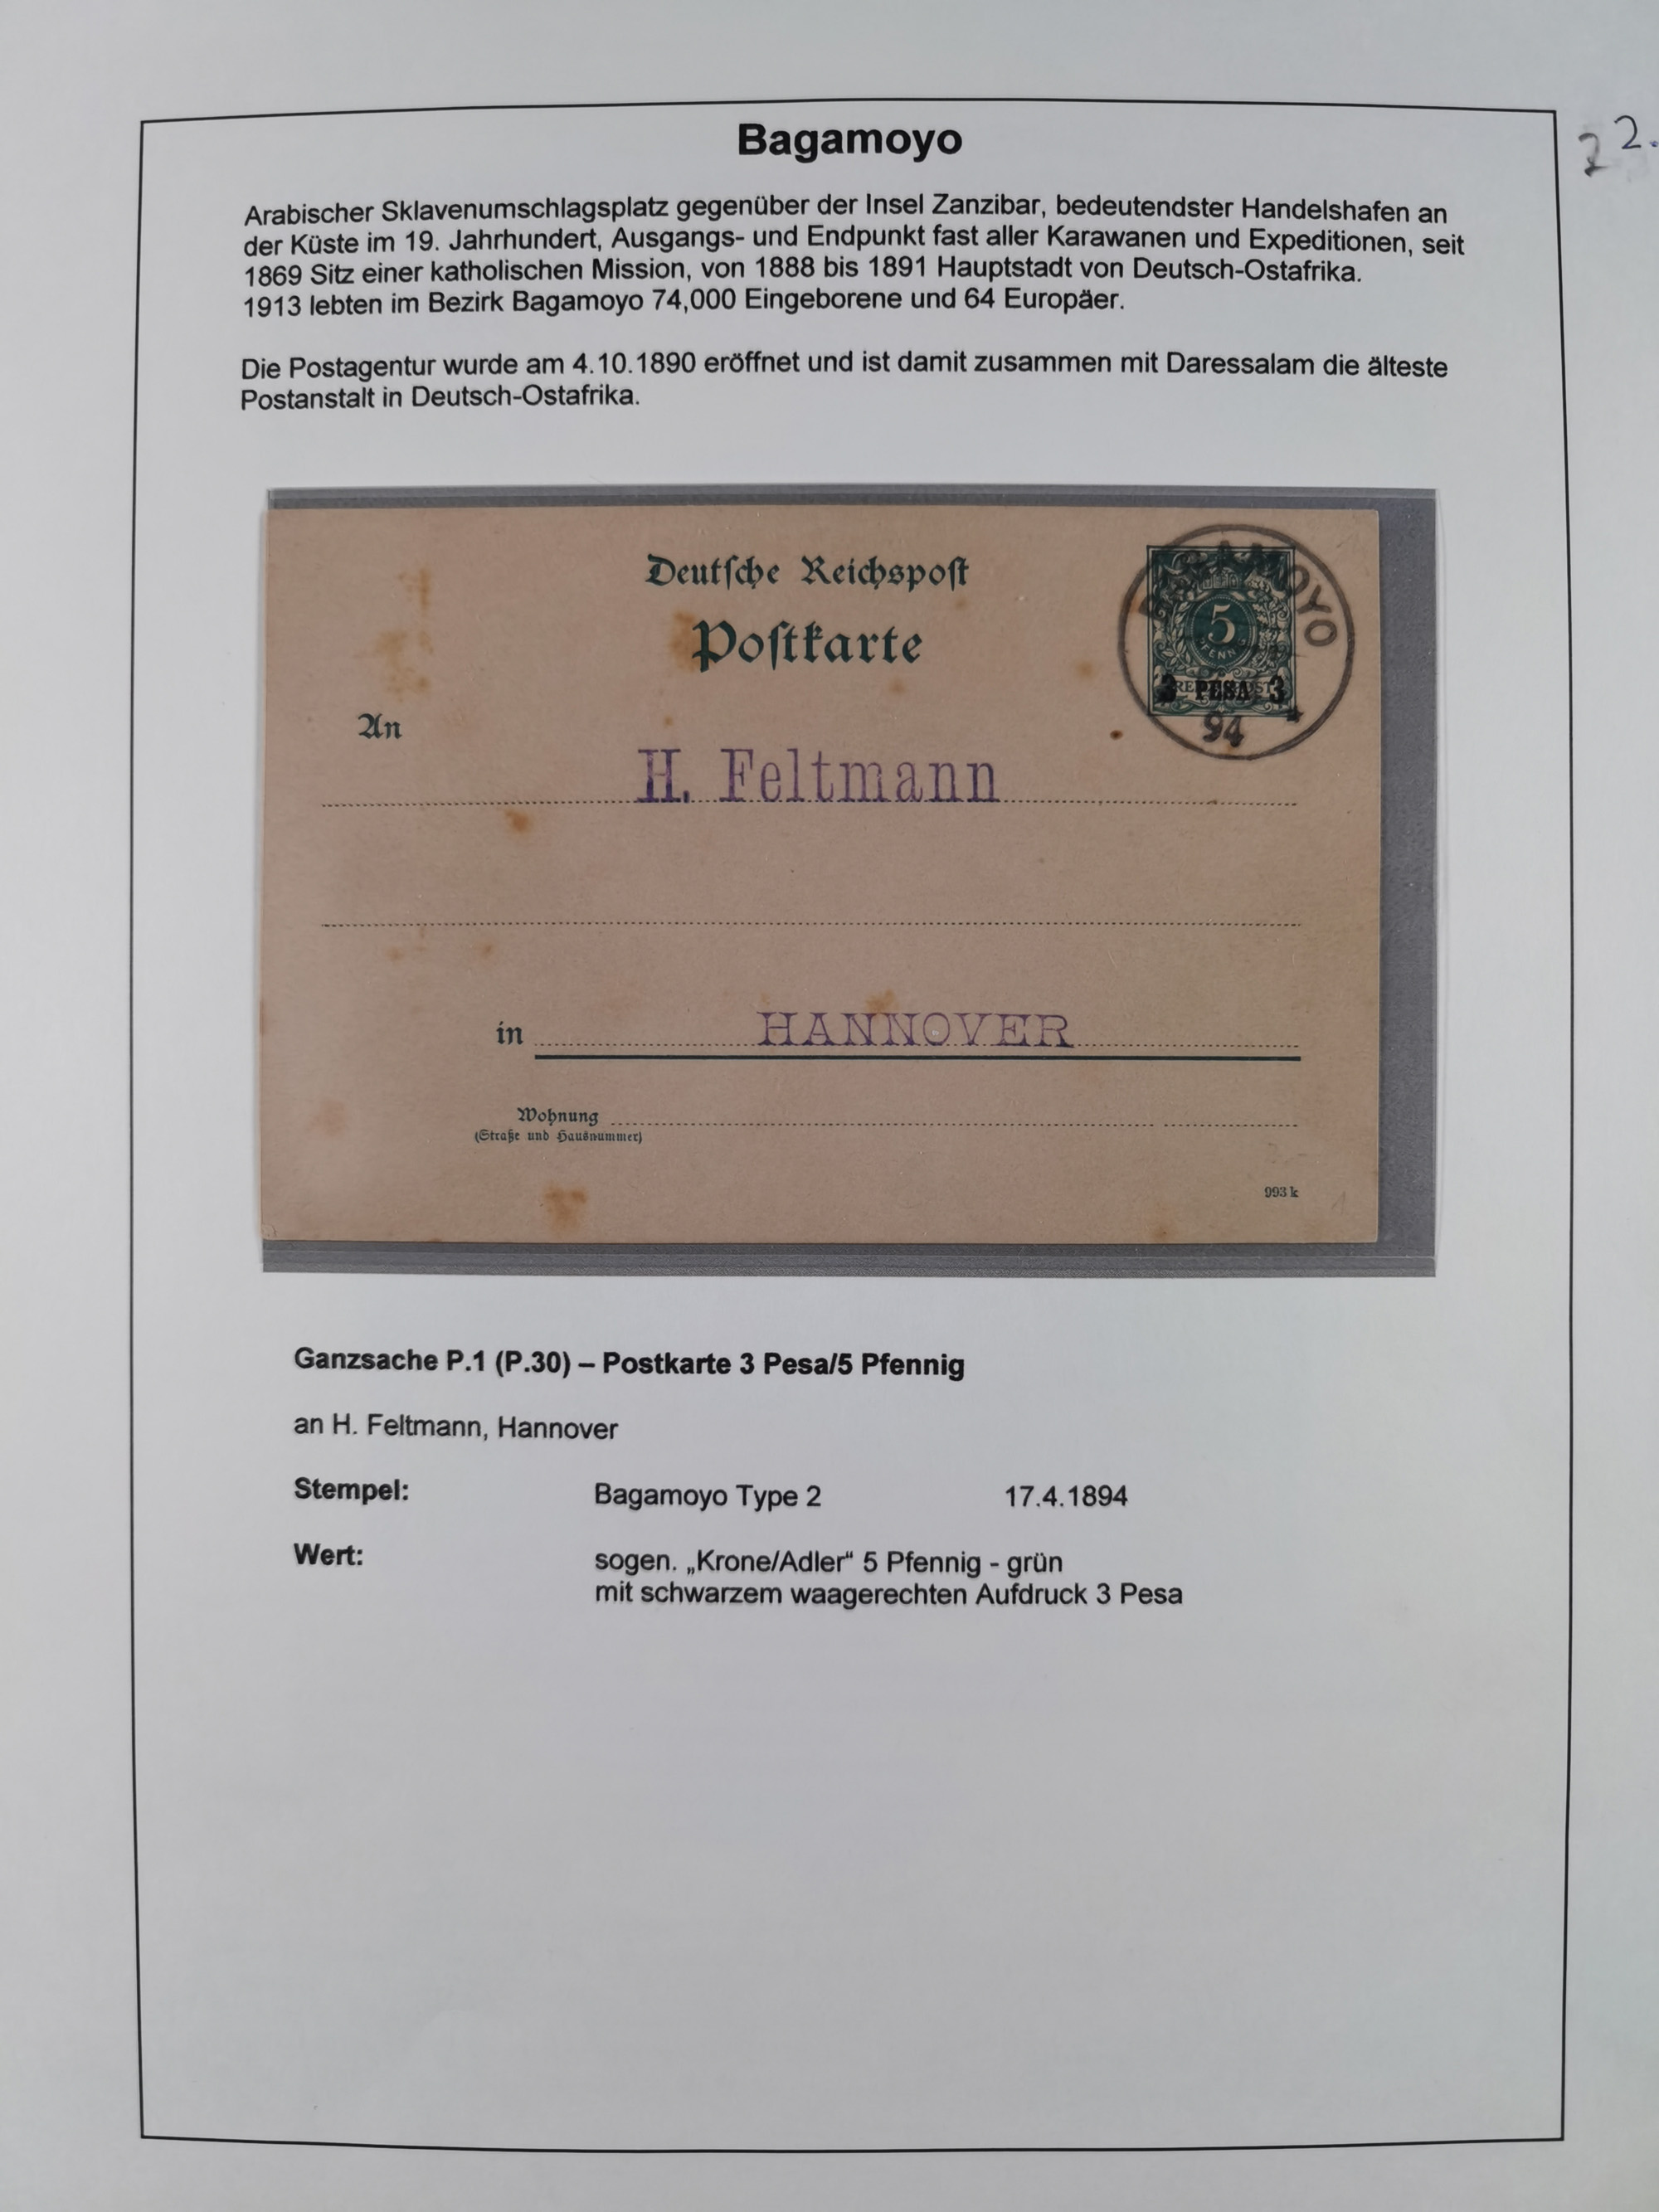 Bagamoyo
22.
Arabischer Sklavenumschlagsplatz gegenüber der Insel Zanzibar, bedeutendster Handelshafen an
der Küste im 19. Jahrhundert, Ausgangs- und Endpunkt fast aller Karawanen und Expeditionen, seit
1869 Sitz einer katholischen Mission, von 1888 bis 1891 Hauptstadt von Deutsch-Ostafrika.
1913 lebten im Bezirk Bagamoyo 74,000 Eingeborene und 64 Europäer.
Die Postagentur wurde am 4.10.1890 eröffnet und ist damit zusammen mit Daressalam die älteste
Postanstalt in Deutsch-Ostafrika.
Deutſche Reichspoſt
Poſtkarte
BAGAMOYO
5
PFENNIG
3 PESA 3
94
An
H. Feltmann
in HANNOVER
Wohnung
(Straße und Hausnummer)
993 k
Ganzsache P.1 (P.30) – Postkarte 3 Pesa/5 Pfennig
an H. Feltmann, Hannover
Stempel: Bagamoyo Type 2 17.4.1894
Wert: sogen. „Krone/Adler“ 5 Pfennig - grün
mit schwarzem waagerechten Aufdruck 3 Pesa